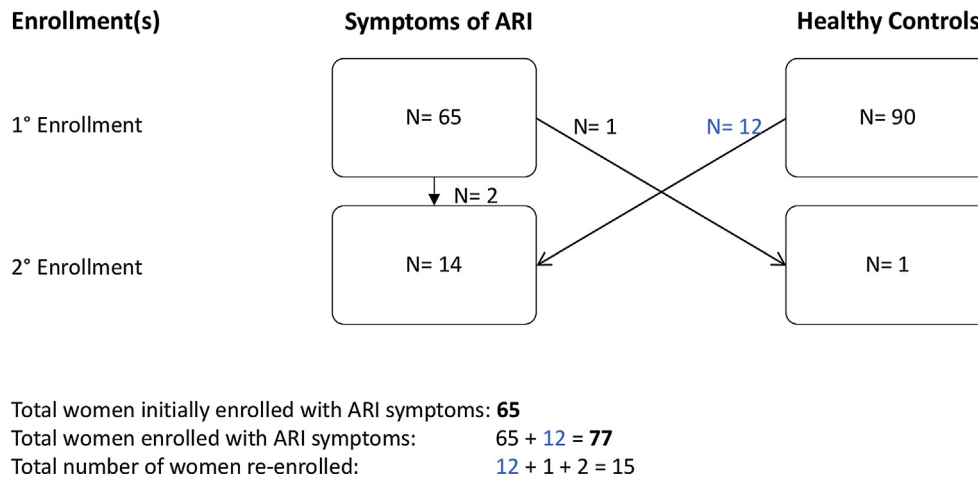 Enrollment(s) Symptoms of ARI Healthy Controls
1° Enrollment N= 65 N= 1 N= 12 N= 90
N= 2
2° Enrollment N= 14 N= 1
Total women initially enrolled with ARI symptoms: 65
Total women enrolled with ARI symptoms: 65 + 12 = 77
Total number of women re-enrolled: 12 + 1 + 2 = 15